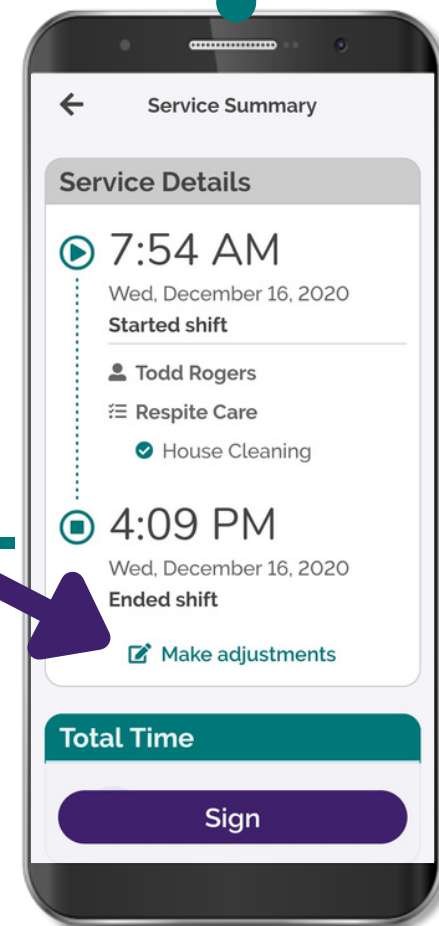 Service Summary
Service Details
7:54 AM
Wed, December 16, 2020
Started shift
Todd Rogers
Respite Care
House Cleaning
4:09 PM
Wed, December 16, 2020
Ended shift
Make adjustments
Total Time
Sign